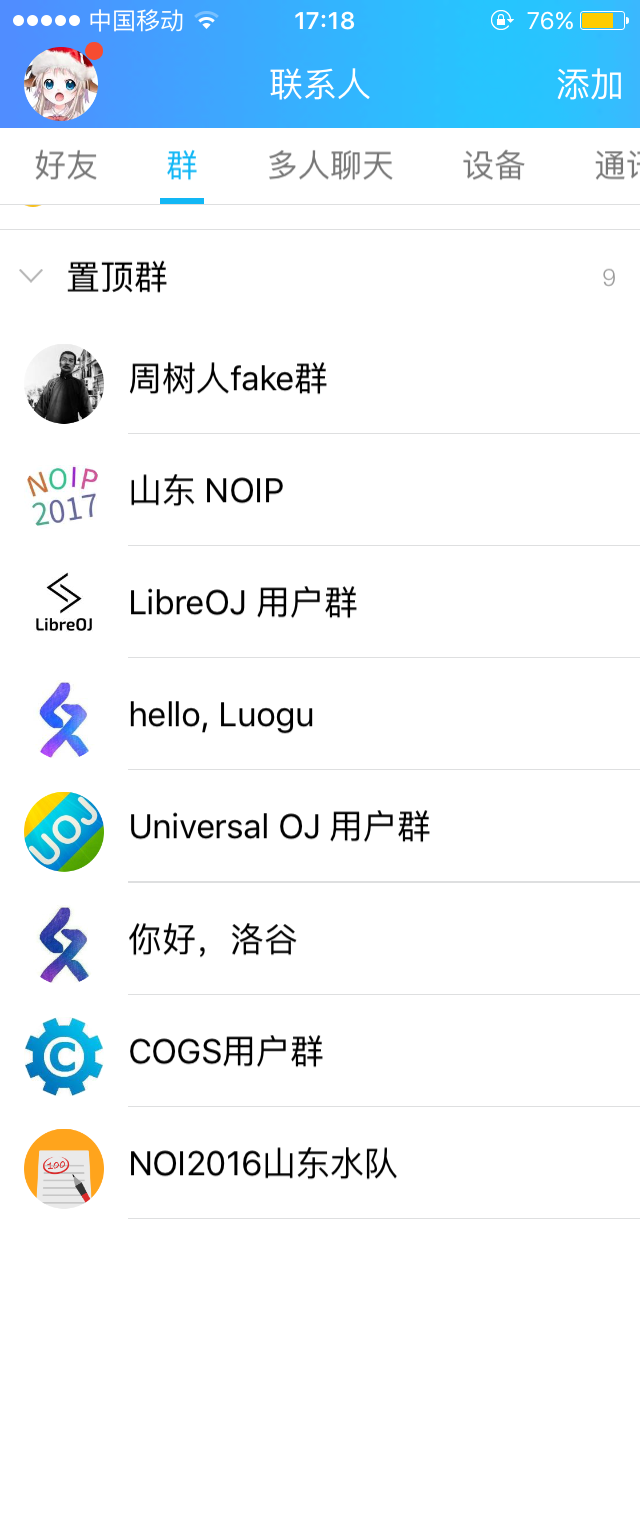 中国移动 17:18 76%
联系人 添加
好友 群 多人聊天 设备 通讯
置顶群 9
周树人fake群
NOIP
2017
山东 NOIP
LibreOJ
LibreOJ 用户群
hello, Luogu
UOJ
Universal OJ 用户群
你好，洛谷
C
COGS用户群
100
NOI2016山东水队